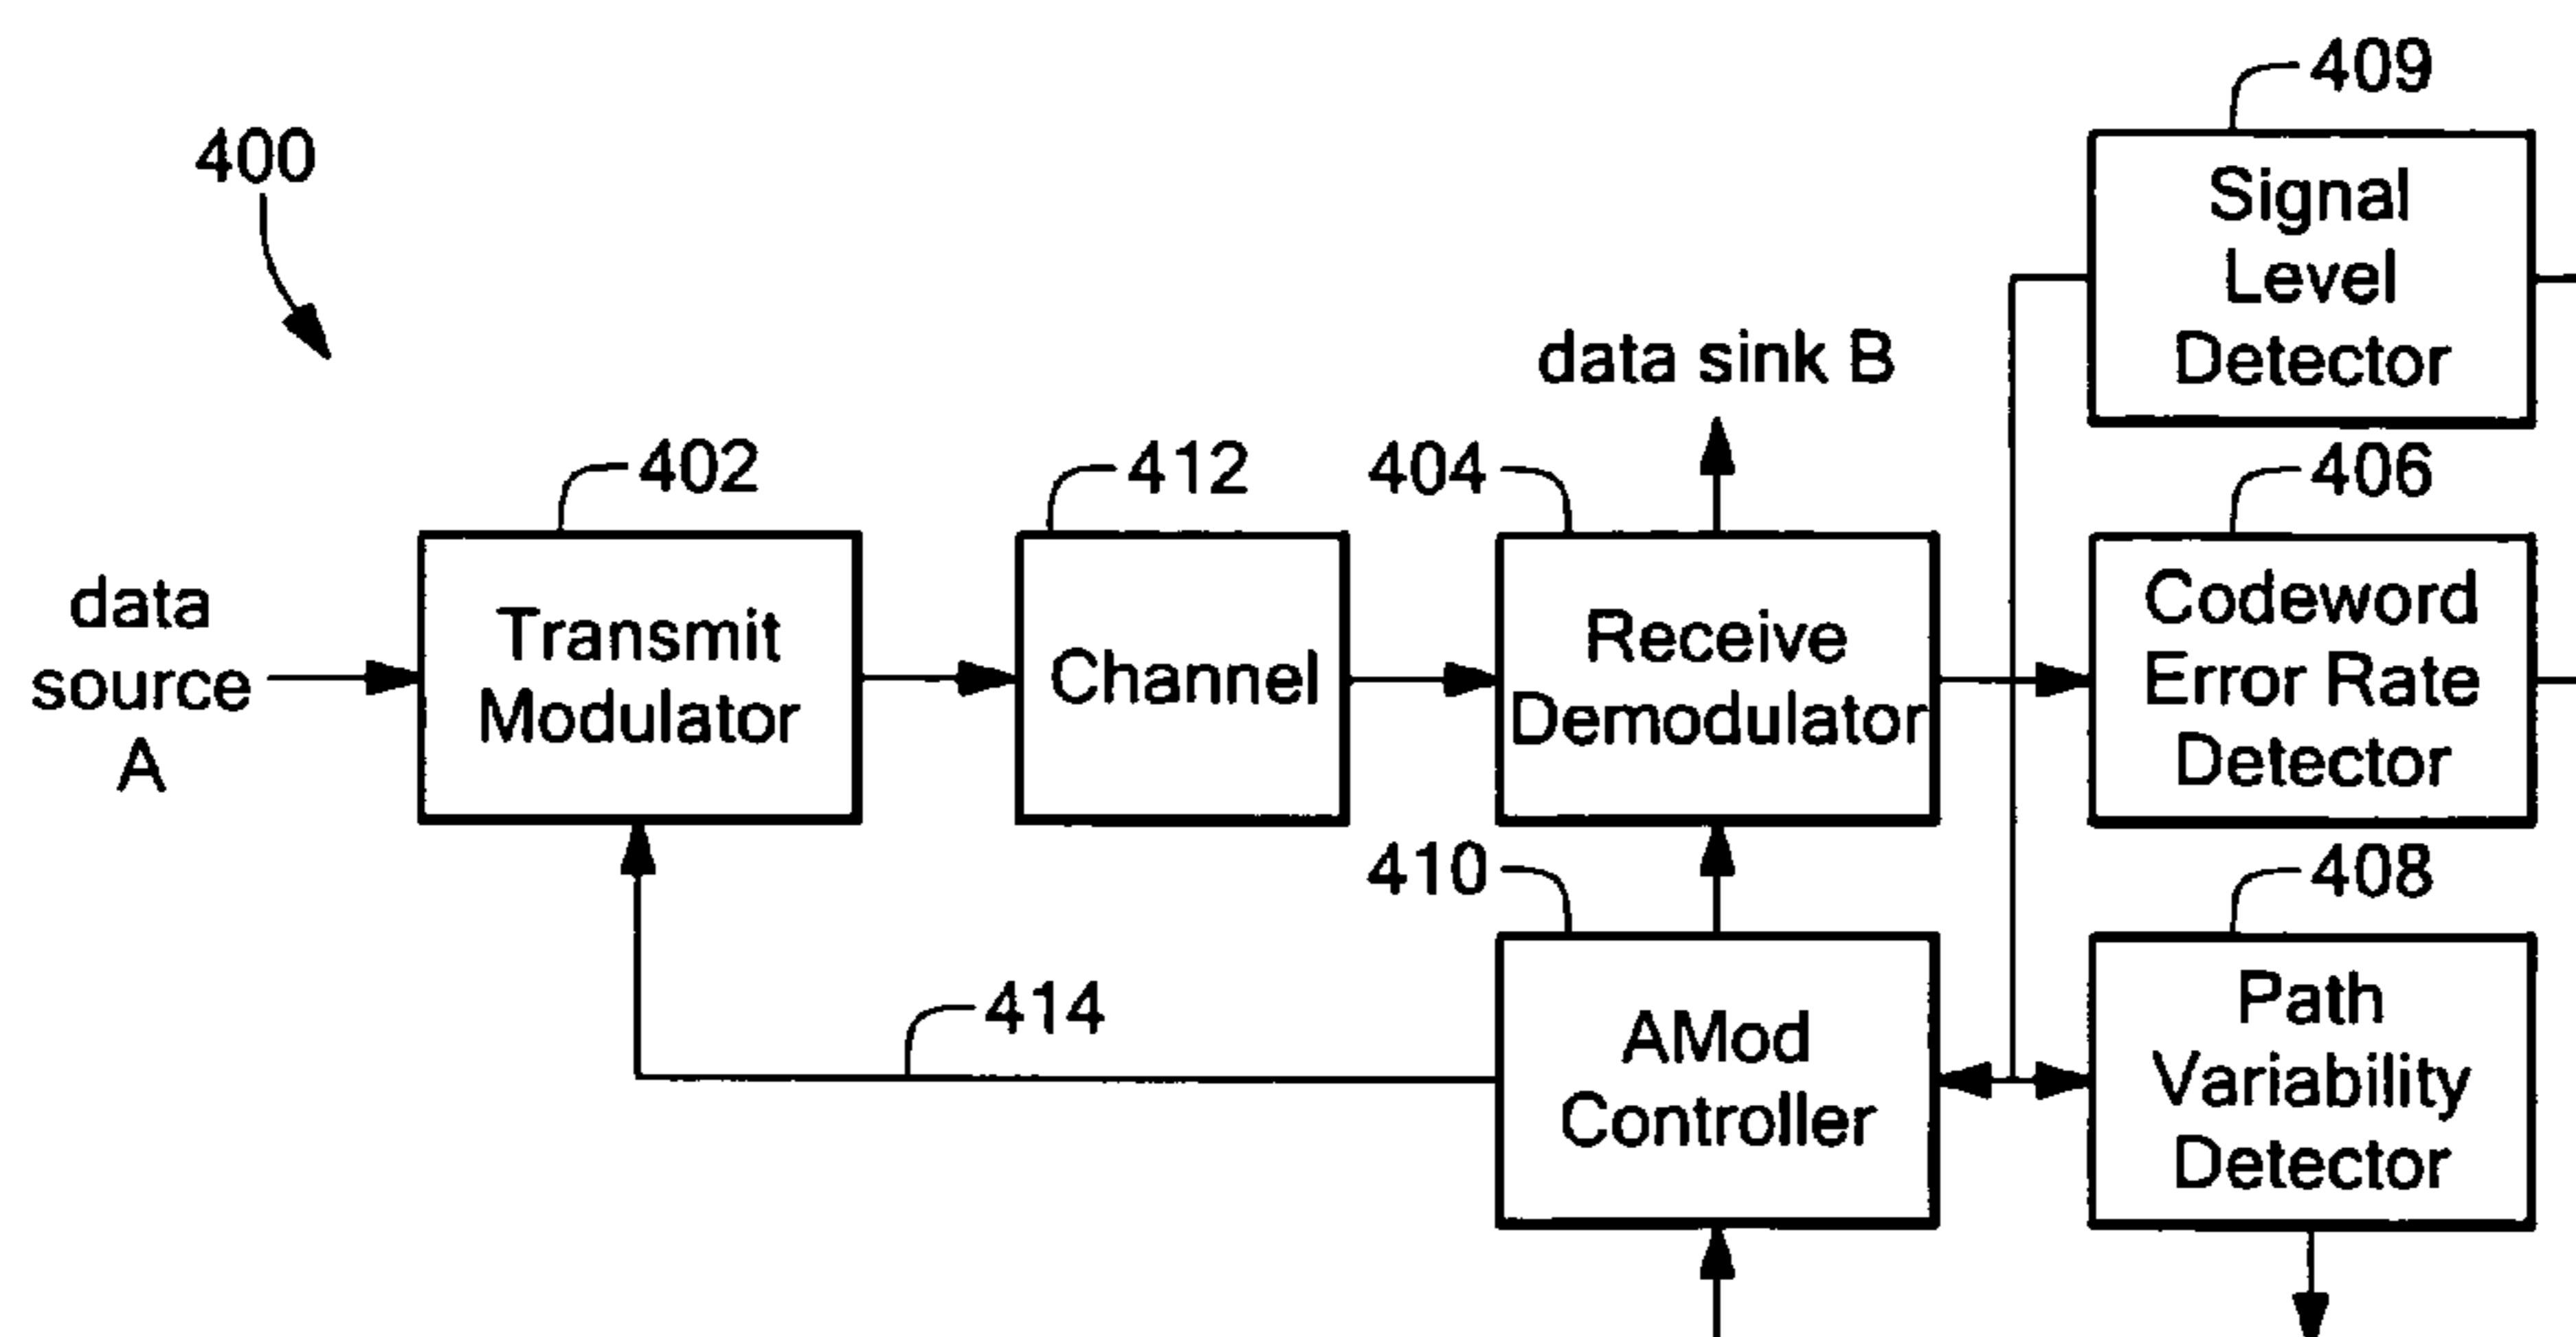 409
400
Signal
Level
Detector
data sink B
402
412
404
406
data
source
A
Transmit
Modulator
Channel
Receive
Demodulator
Codeword
Error Rate
Detector
410
408
414
AMod
Controller
Path
Variability
Detector